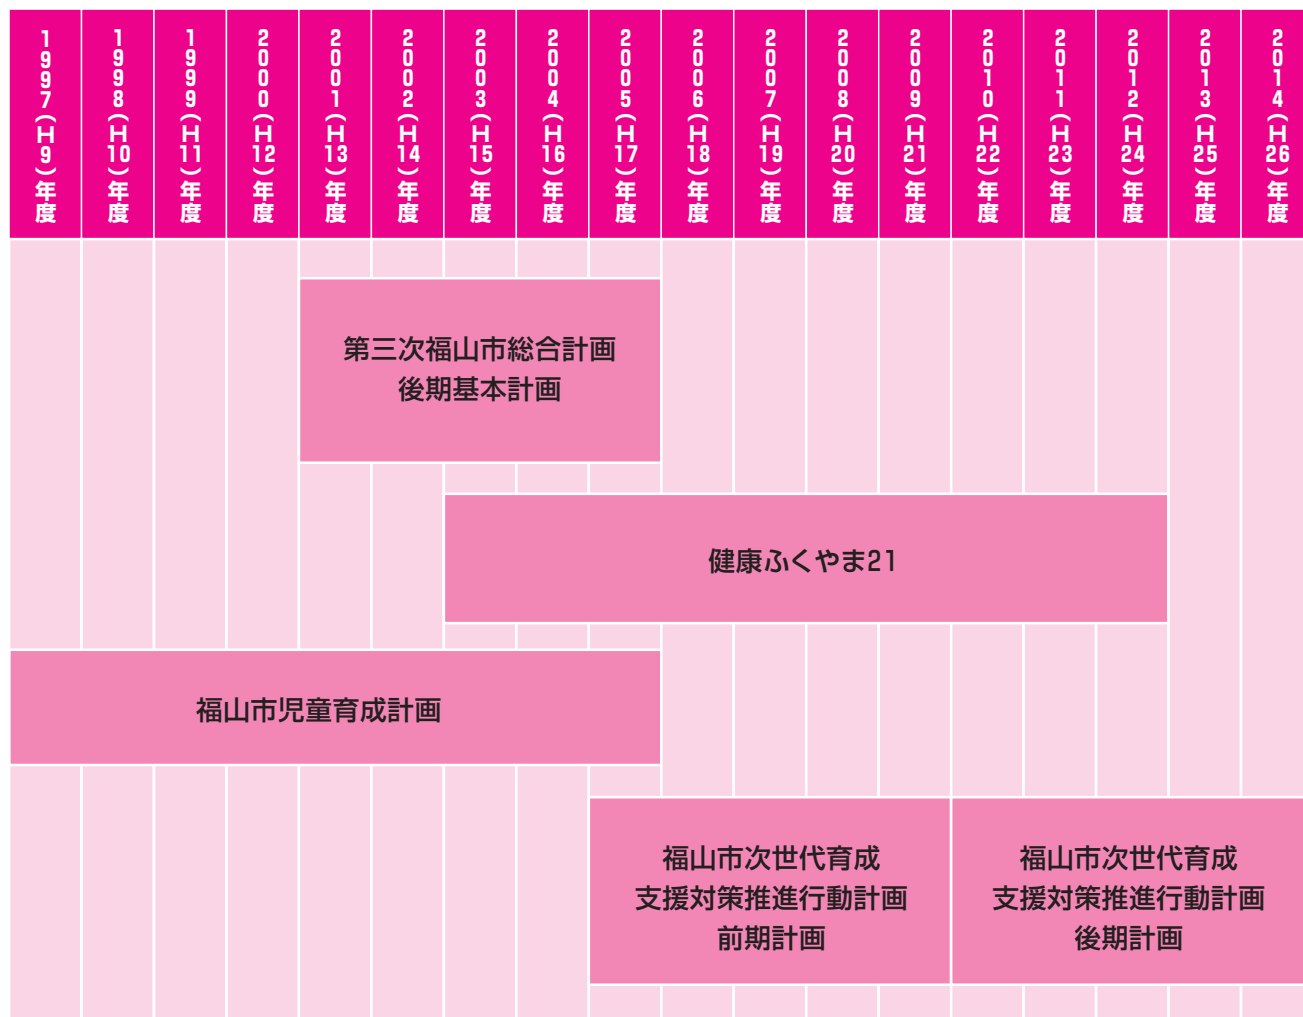 1997(H9)年度
1998(H10)年度
1999(H11)年度
2000(H12)年度
2001(H13)年度
2002(H14)年度
2003(H15)年度
2004(H16)年度
2005(H17)年度
2006(H18)年度
2007(H19)年度
2008(H20)年度
2009(H21)年度
2010(H22)年度
2011(H23)年度
2012(H24)年度
2013(H25)年度
2014(H26)年度
第三次福山市総合計画
後期基本計画
健康ふくやま21
福山市児童育成計画
福山市次世代育成
支援対策推進行動計画
前期計画
福山市次世代育成
支援対策推進行動計画
後期計画